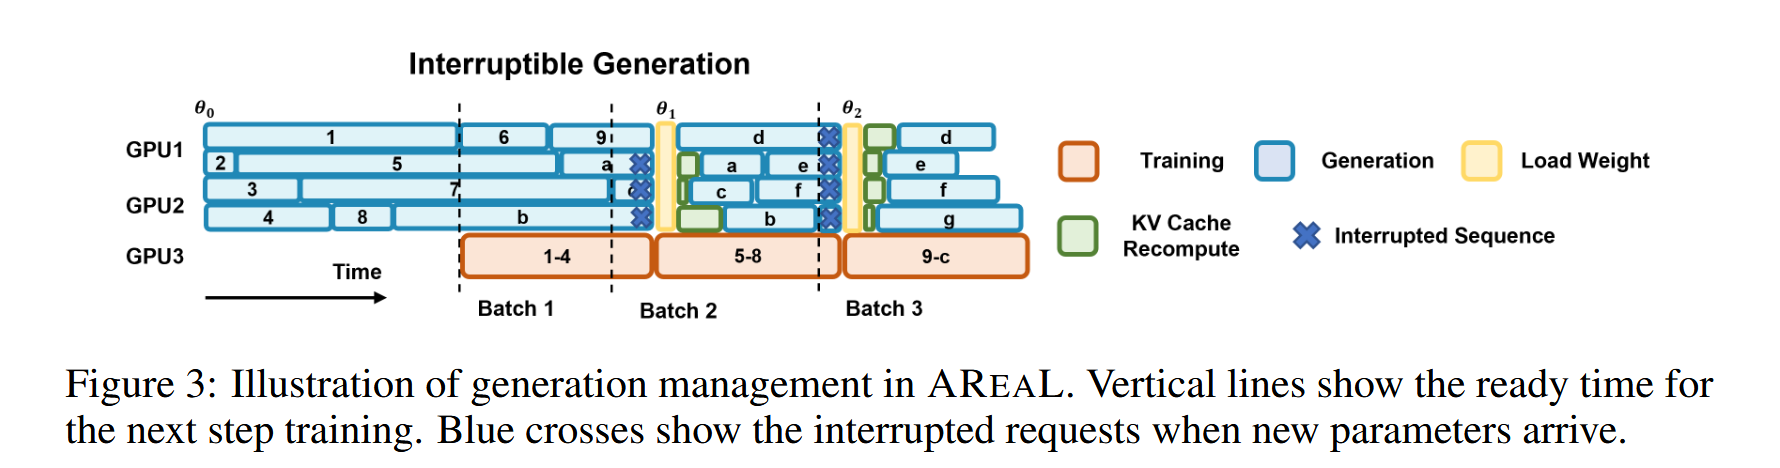 Interruptible Generation
θ0 θ1 θ2
GPU1 1 6 9 d d
2 5 a a e e
GPU2 3 7 c f f
4 8 b b g
GPU3 1-4 5-8 9-c
Time
Batch 1 Batch 2 Batch 3
Training Generation Load Weight
KV Cache
Recompute
Interrupted Sequence
Figure 3: Illustration of generation management in AREAL. Vertical lines show the ready time for
the next step training. Blue crosses show the interrupted requests when new parameters arrive.